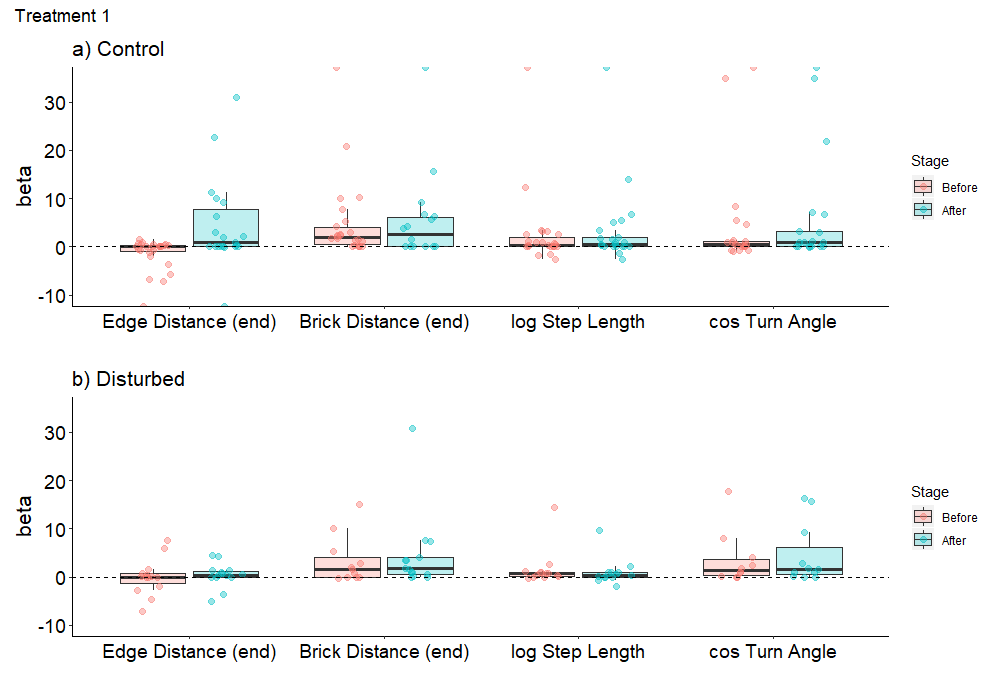 Treatment 1
a) Control
beta
30
20
10
0
-10
Edge Distance (end)
Brick Distance (end)
log Step Length
cos Turn Angle
Stage
Before
After
b) Disturbed
beta
30
20
10
0
-10
Edge Distance (end)
Brick Distance (end)
log Step Length
cos Turn Angle
Stage
Before
After